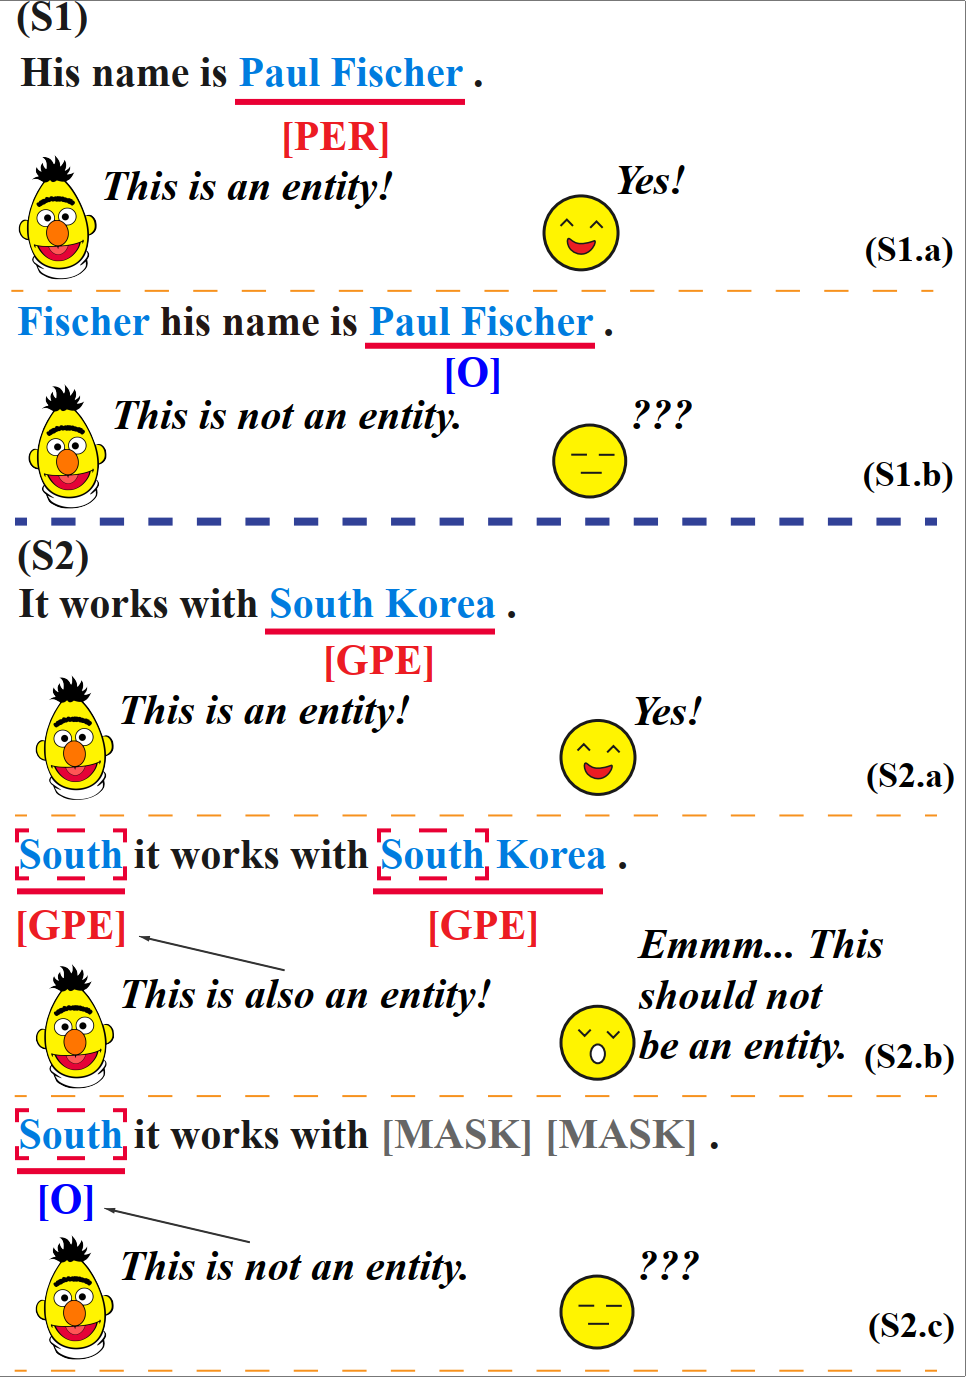 (S1)
His name is Paul Fischer .
[PER]
This is an entity!
Yes!
(S1.a)
Fischer his name is Paul Fischer .
[O]
This is not an entity.
???
(S1.b)
(S2)
It works with South Korea .
[GPE]
This is an entity!
Yes!
(S2.a)
South it works with South Korea .
[GPE] [GPE]
This is also an entity!
Emmm... This
should not
be an entity.
(S2.b)
South it works with [MASK] [MASK] .
[O]
This is not an entity.
???
(S2.c)